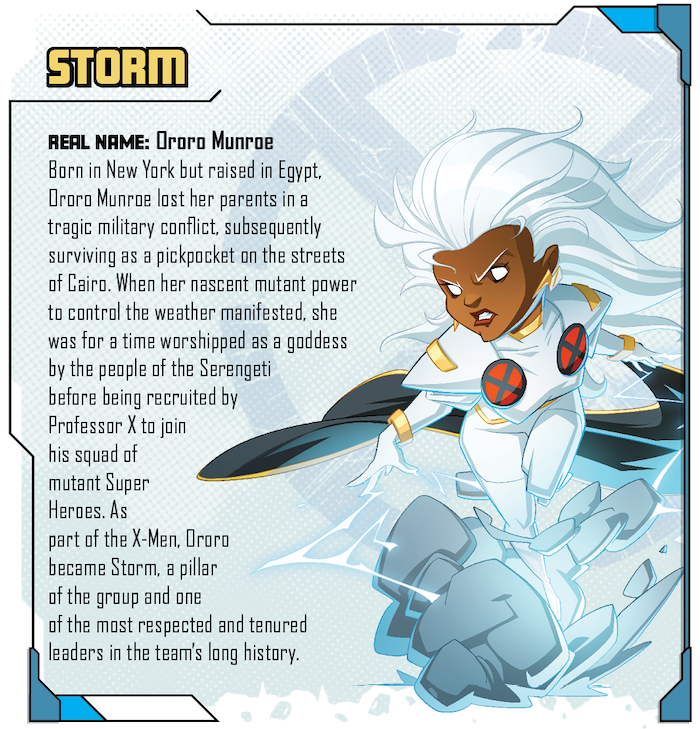 STORM
REAL NAME: Ororo Munroe
Born in New York but raised in Egypt,
Ororo Munroe lost her parents in a
tragic military conflict, subsequently
surviving as a pickpocket on the streets
of Cairo. When her nascent mutant power
to control the weather manifested, she
was for a time worshipped as a goddess
by the people of the Serengeti
before being recruited by
Professor X to join
his squad of
mutant Super
Heroes. As
part of the X-Men, Ororo
became Storm, a pillar
of the group and one
of the most respected and tenured
leaders in the team's long history.